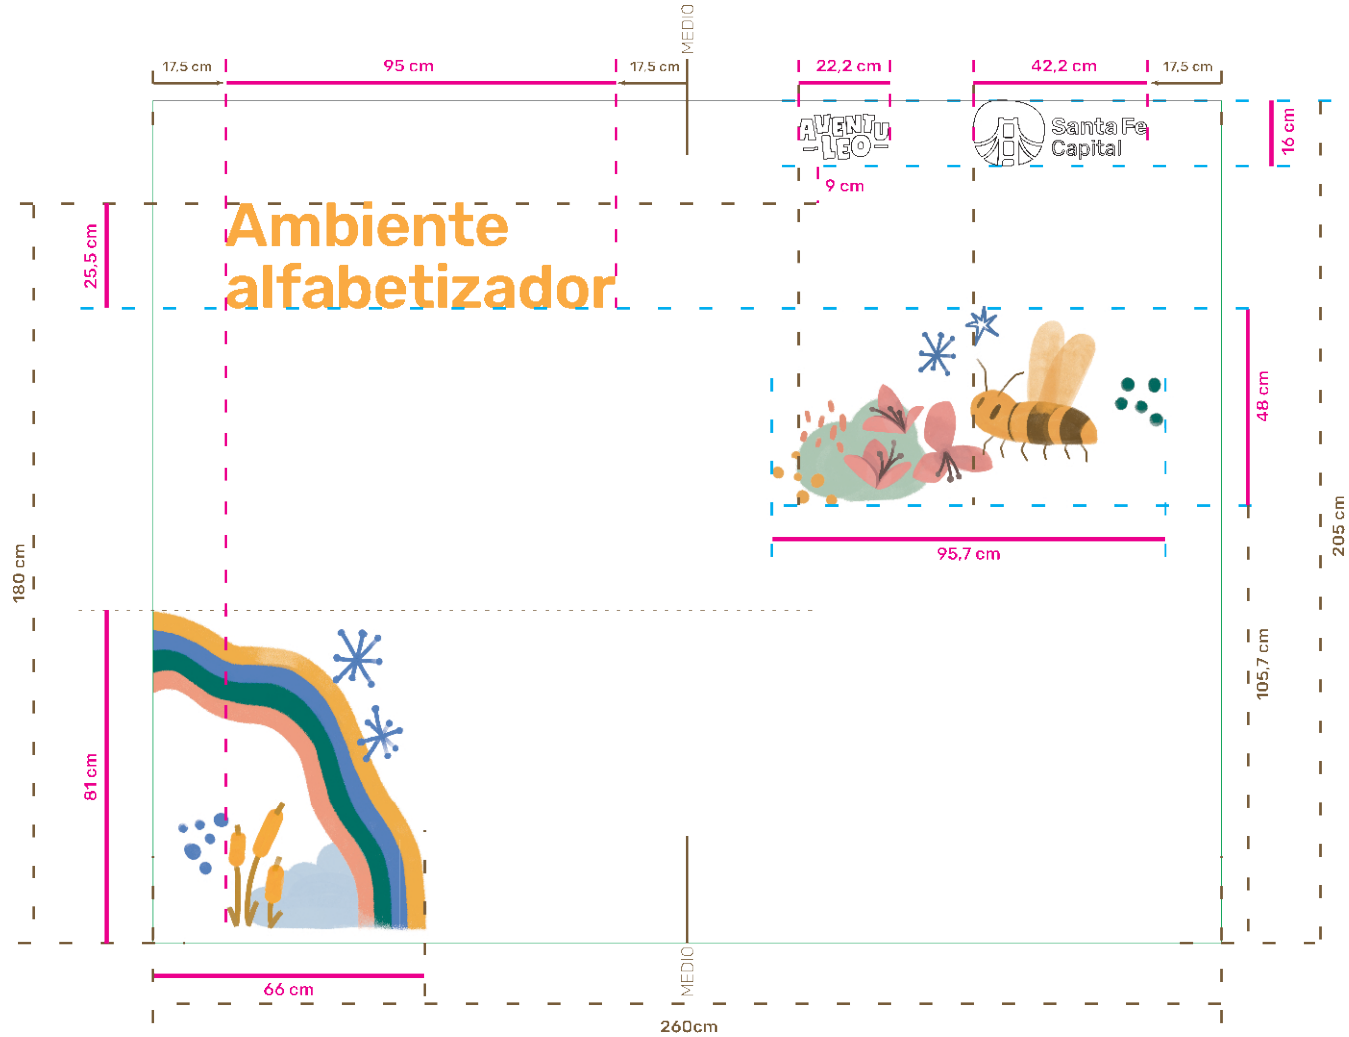 MEDIO
17,5 cm
95 cm
17,5 cm
22,2 cm
42,2 cm
17,5 cm
AVENTU
LEO
Santa Fe
Capital
16 cm
9 cm
Ambiente
alfabetizador
25,5 cm
48 cm
95,7 cm
205 cm
180 cm
105,7 cm
81 cm
66 cm
MEDIO
260cm